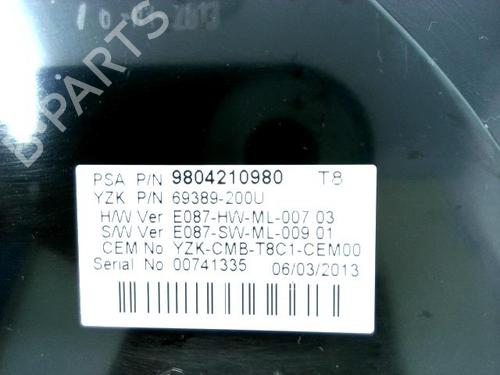 B-PARTS
PSA P/N 9804210980 T8
YZK P/N 69389-200U
H/W Ver E087-HW-ML-007 03
S/W Ver E087-SW-ML-009 01
CEM No YZK-CMB-T8C1-CEM00
Serial No 00741335 06/03/2013